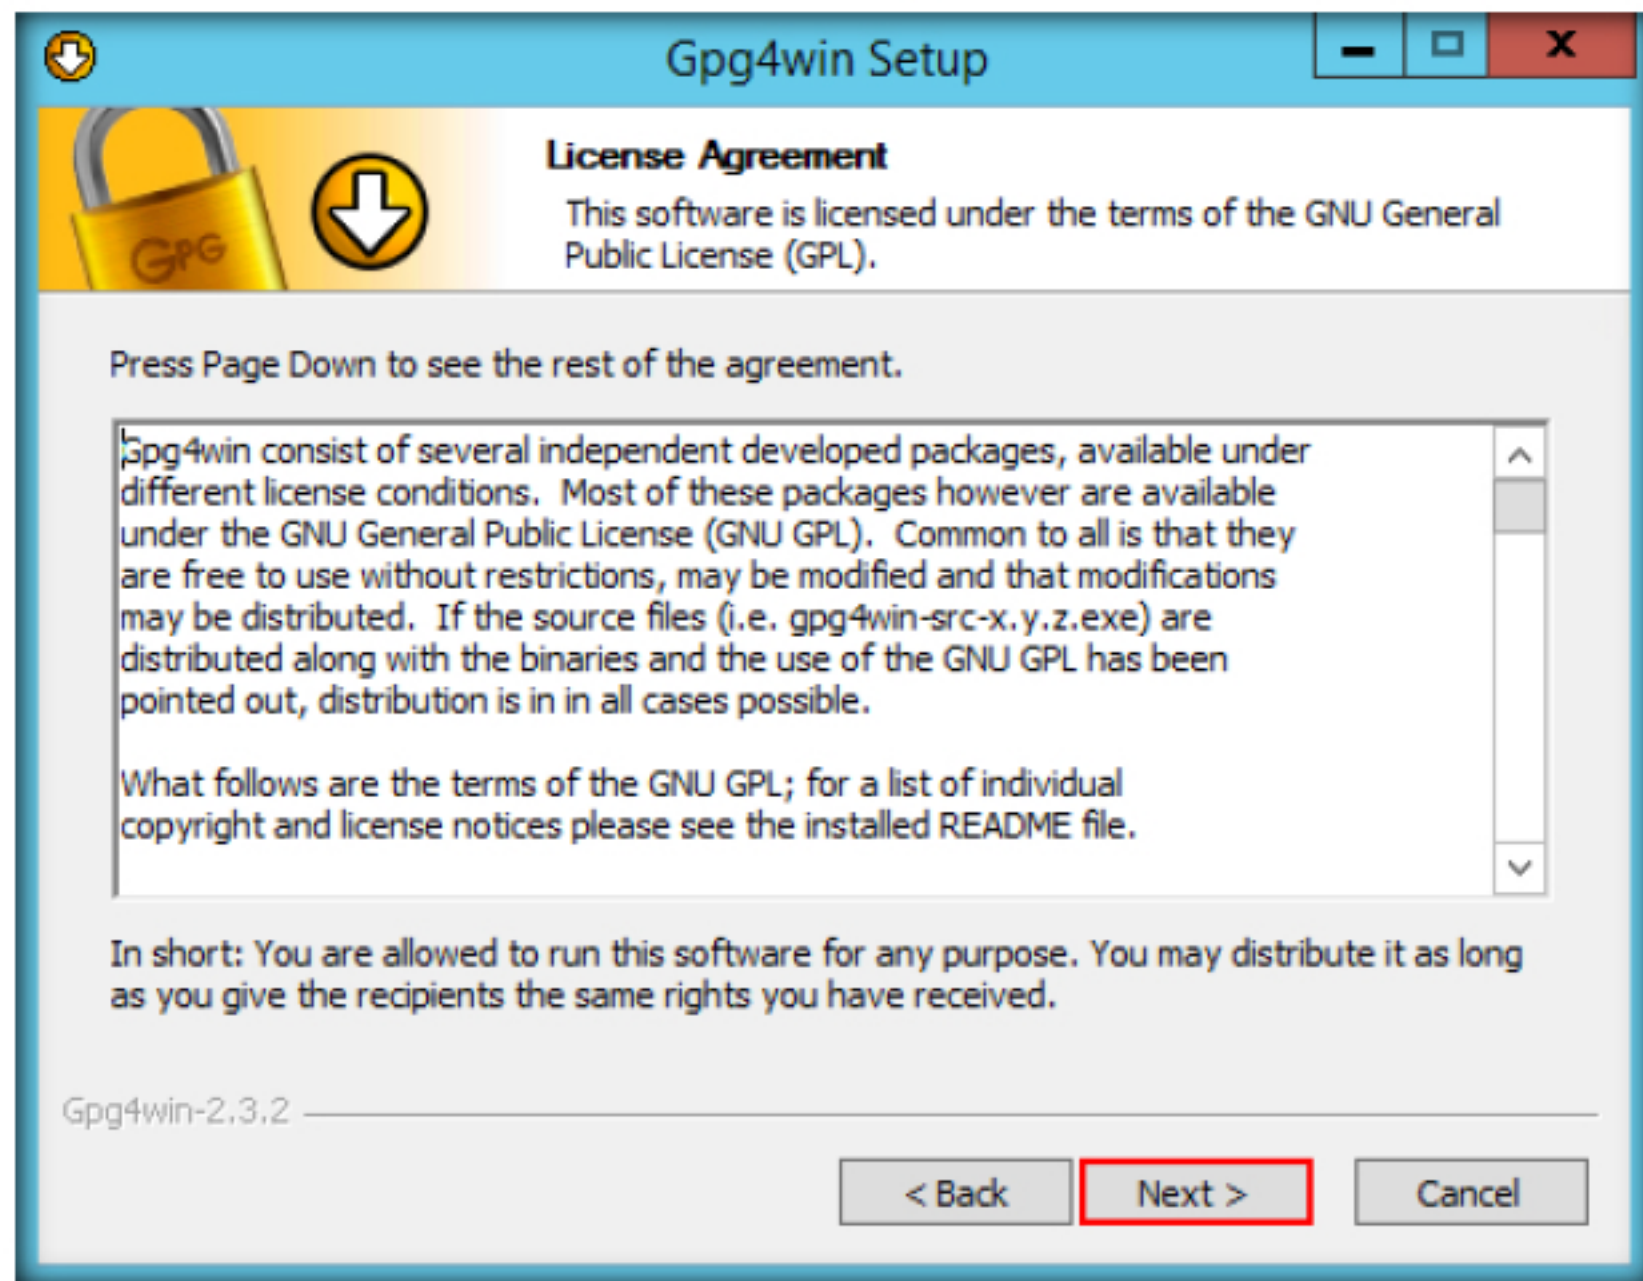 Gpg4win Setup
License Agreement
This software is licensed under the terms of the GNU General
Public License (GPL).
GPG
Press Page Down to see the rest of the agreement.
Gpg4win consist of several independent developed packages, available under
different license conditions.  Most of these packages however are available
under the GNU General Public License (GNU GPL).  Common to all is that they
are free to use without restrictions, may be modified and that modifications
may be distributed.  If the source files (i.e. gpg4win-src-x.y.z.exe) are
distributed along with the binaries and the use of the GNU GPL has been
pointed out, distribution is in in all cases possible.
What follows are the terms of the GNU GPL; for a list of individual
copyright and license notices please see the installed README file.
In short: You are allowed to run this software for any purpose. You may distribute it as long
as you give the recipients the same rights you have received.
Gpg4win-2.3.2
< Back
Next >
Cancel